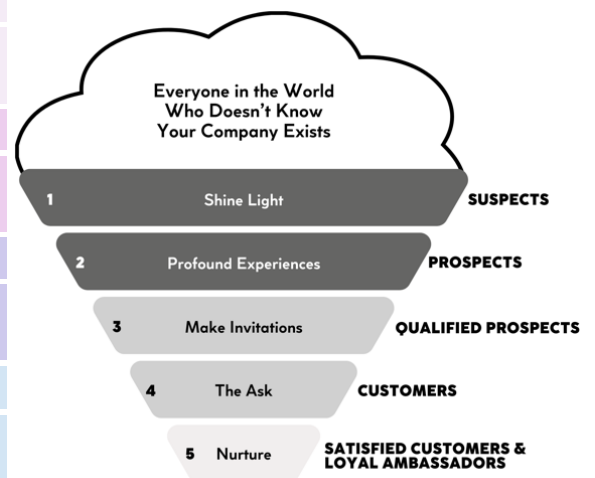 Everyone in the World
Who Doesn't Know
Your Company Exists
1 Shine Light SUSPECTS
2 Profound Experiences PROSPECTS
3 Make Invitations QUALIFIED PROSPECTS
4 The Ask CUSTOMERS
5 Nurture SATISFIED CUSTOMERS &
LOYAL AMBASSADORS